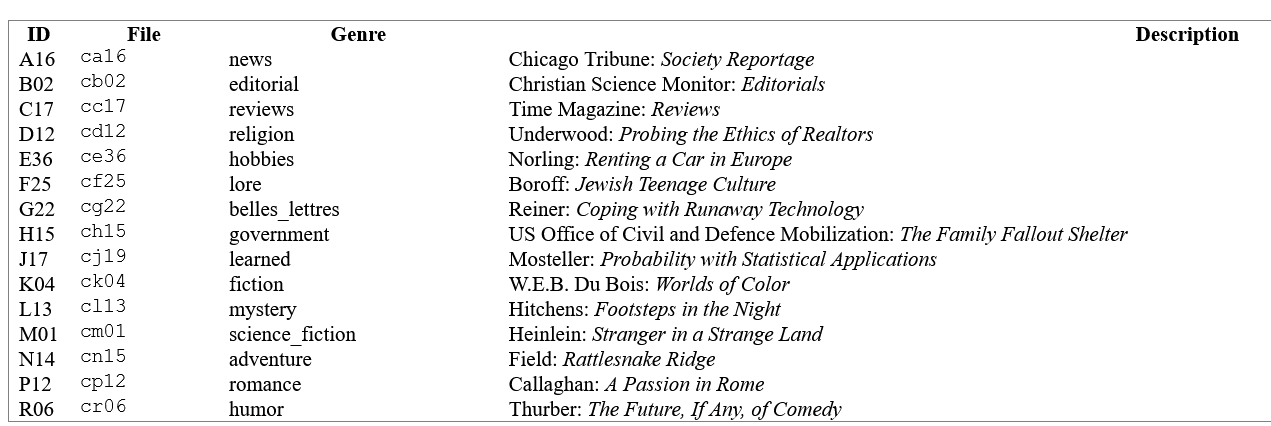 ID File Genre Description
A16 ca16 news Chicago Tribune: Society Reportage
B02 cb02 editorial Christian Science Monitor: Editorials
C17 cc17 reviews Time Magazine: Reviews
D12 cd12 religion Underwood: Probing the Ethics of Realtors
E36 ce36 hobbies Norling: Renting a Car in Europe
F25 cf25 lore Boroff: Jewish Teenage Culture
G22 cg22 belles_lettres Reiner: Coping with Runaway Technology
H15 ch15 government US Office of Civil and Defence Mobilization: The Family Fallout Shelter
J17 cj19 learned Mosteller: Probability with Statistical Applications
K04 ck04 fiction W.E.B. Du Bois: Worlds of Color
L13 cl13 mystery Hitchens: Footsteps in the Night
M01 cm01 science_fiction Heinlein: Stranger in a Strange Land
N14 cn15 adventure Field: Rattlesnake Ridge
P12 cp12 romance Callaghan: A Passion in Rome
R06 cr06 humor Thurber: The Future, If Any, of Comedy